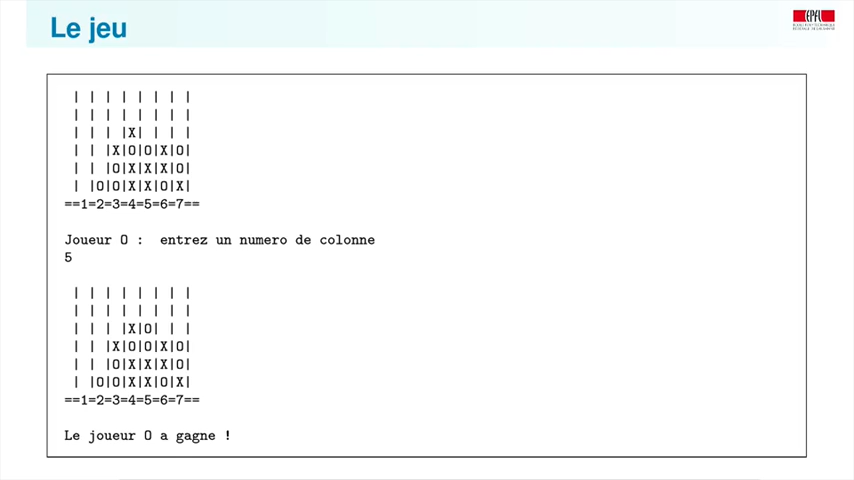 Le jeu
EPFL
| | | | | | | |
| | | | | | | |
| | | |X| | | |
| | |X|O|O|X|O|
| | |O|X|X|X|O|
| |O|O|X|X|O|X|
==1=2=3=4=5=6=7==
Joueur O : entrez un numero de colonne
5
| | | | | | | |
| | | | | | | |
| | | |X|O| | |
| | |X|O|O|X|O|
| | |O|X|X|X|O|
| |O|O|X|X|O|X|
==1=2=3=4=5=6=7==
Le joueur O a gagne !